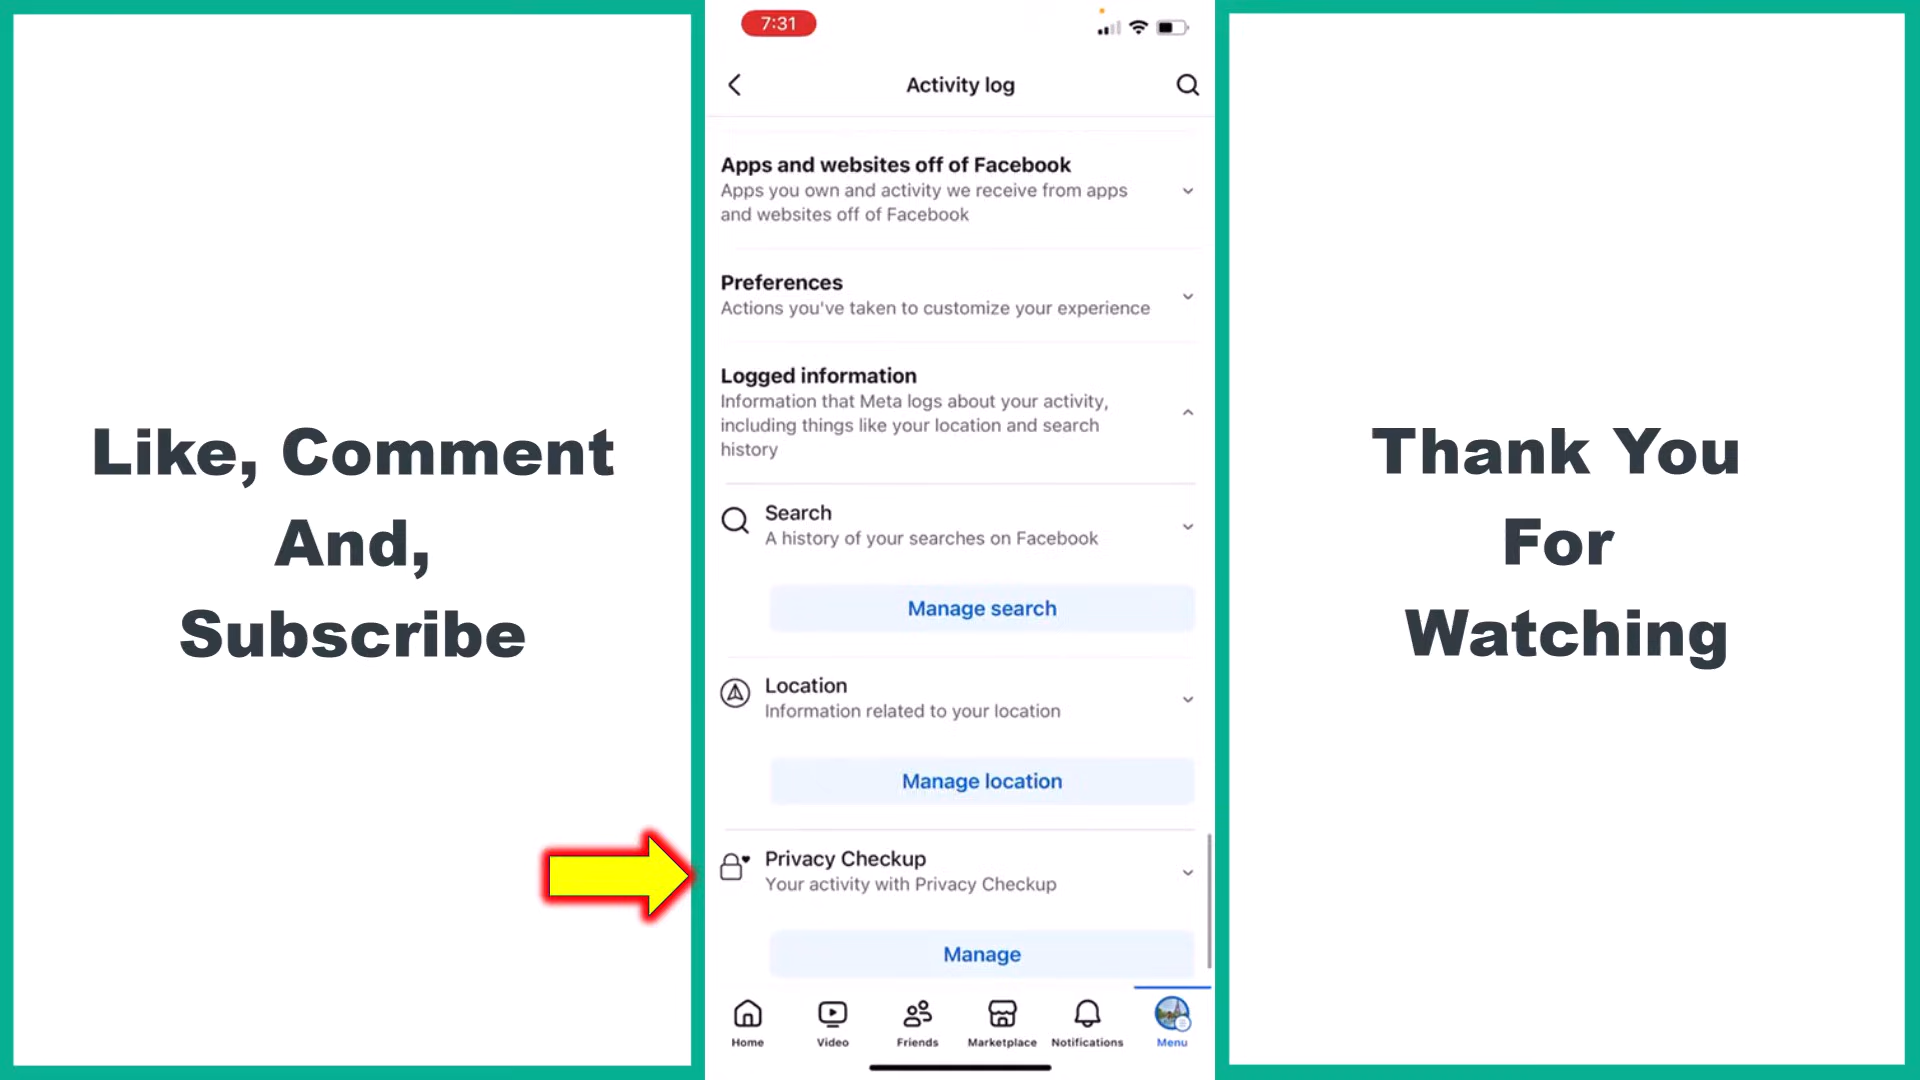 Like, Comment
And,
Subscribe
7:31
Activity log
Apps and websites off of Facebook
Apps you own and activity we receive from apps
and websites off of Facebook
Preferences
Actions you've taken to customize your experience
Logged information
Information that Meta logs about your activity,
including things like your location and search
history
Search
A history of your searches on Facebook
Manage search
Location
Information related to your location
Manage location
Privacy Checkup
Your activity with Privacy Checkup
Manage
Home
Video
Friends
Marketplace
Notifications
Menu
Thank You
For
Watching